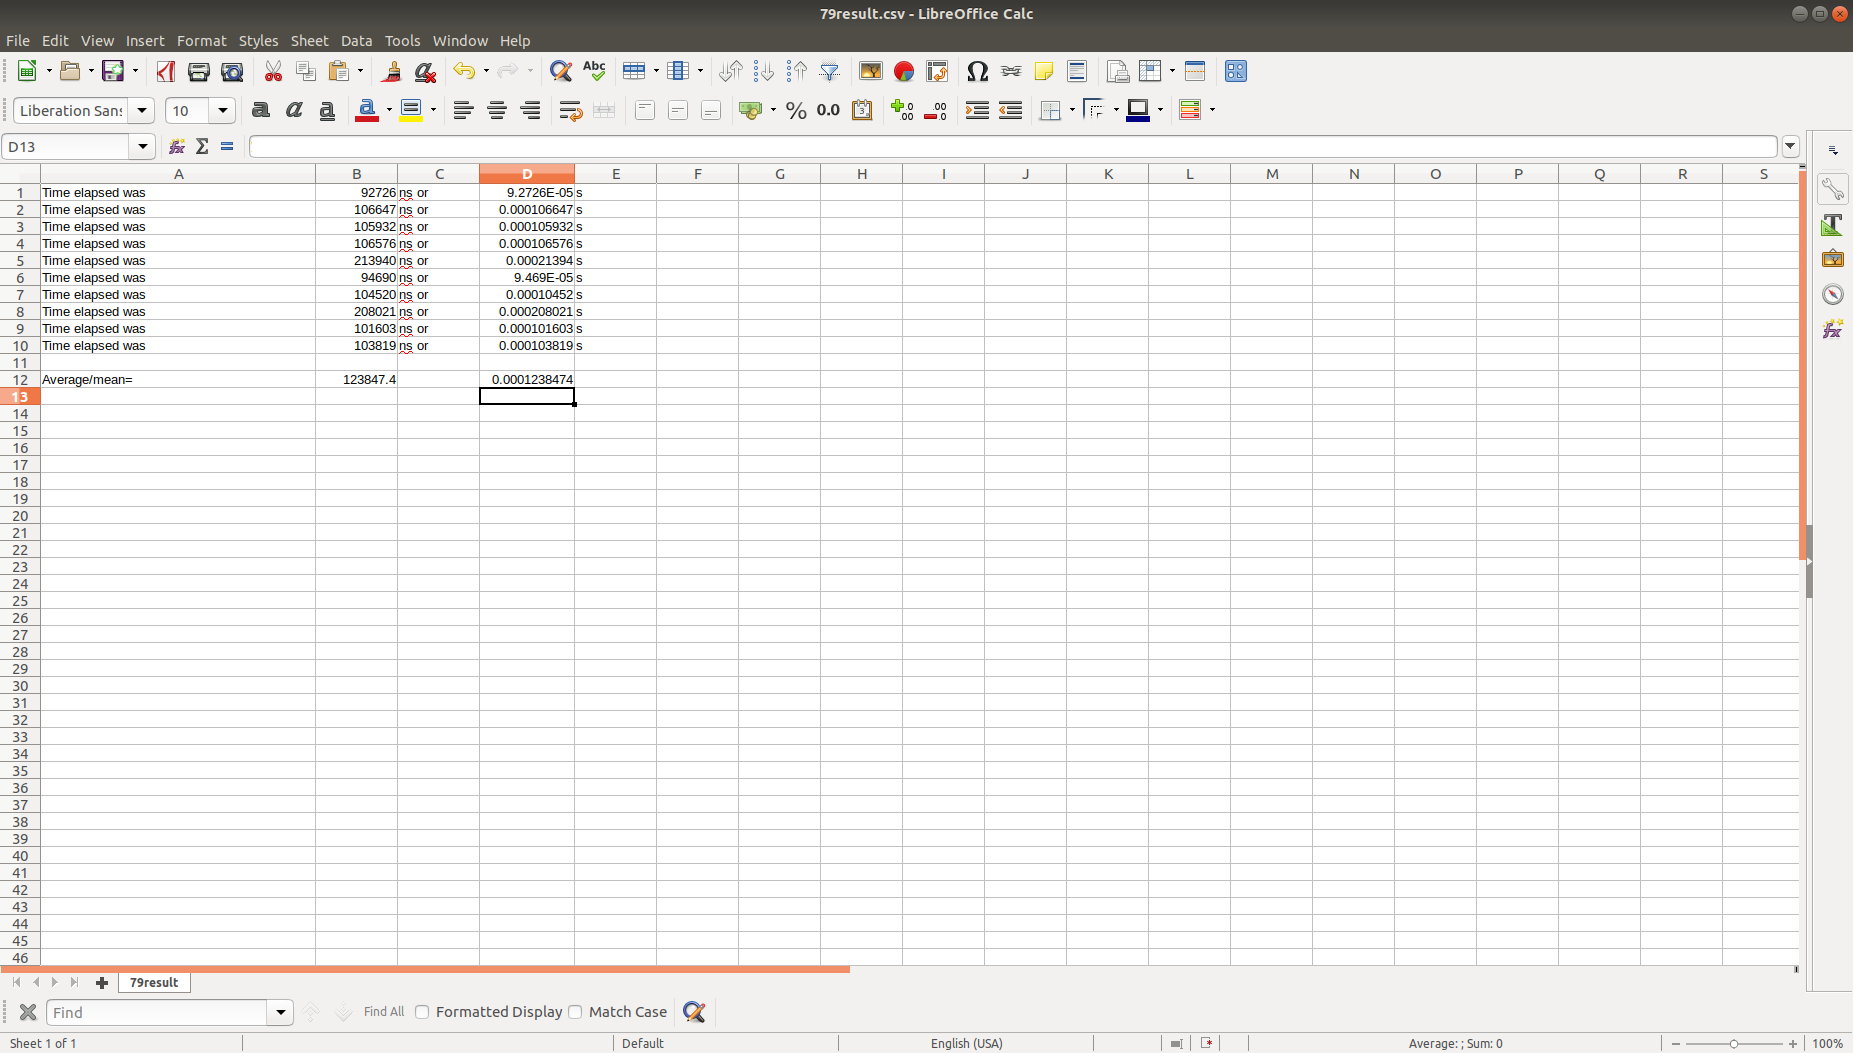 79result.csv - LibreOffice Calc
File Edit View Insert Format Styles Sheet Data Tools Window Help
Abc
Liberation Sans 10 % 0.0
D13
A B C D E F G H I J K L M N O P Q R S
1 Time elapsed was 92726 ns or 9.2726E-05 s
2 Time elapsed was 106647 ns or 0.000106647 s
3 Time elapsed was 105932 ns or 0.000105932 s
4 Time elapsed was 106576 ns or 0.000106576 s
5 Time elapsed was 213940 ns or 0.00021394 s
6 Time elapsed was 94690 ns or 9.469E-05 s
7 Time elapsed was 104520 ns or 0.00010452 s
8 Time elapsed was 208021 ns or 0.000208021 s
9 Time elapsed was 101603 ns or 0.000101603 s
10 Time elapsed was 103819 ns or 0.000103819 s
11
12 Average/mean= 123847.4 0.0001238474
13
14
15
16
17
18
19
20
21
22
23
24
25
26
27
28
29
30
31
32
33
34
35
36
37
38
39
40
41
42
43
44
45
46
79result
Find Find All Formatted Display Match Case
Sheet 1 of 1 Default English (USA) Average: ; Sum: 0 100%